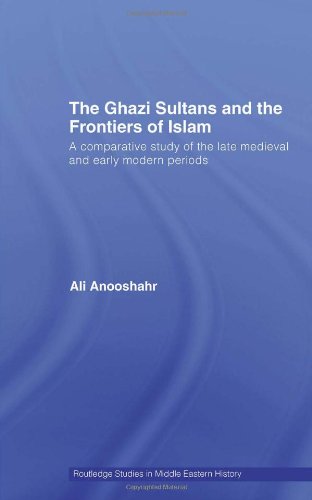 The Ghazi Sultans and the
Frontiers of Islam
A comparative study of the late medieval
and early modern periods
Ali Anooshahr
Routledge Studies in Middle Eastern History